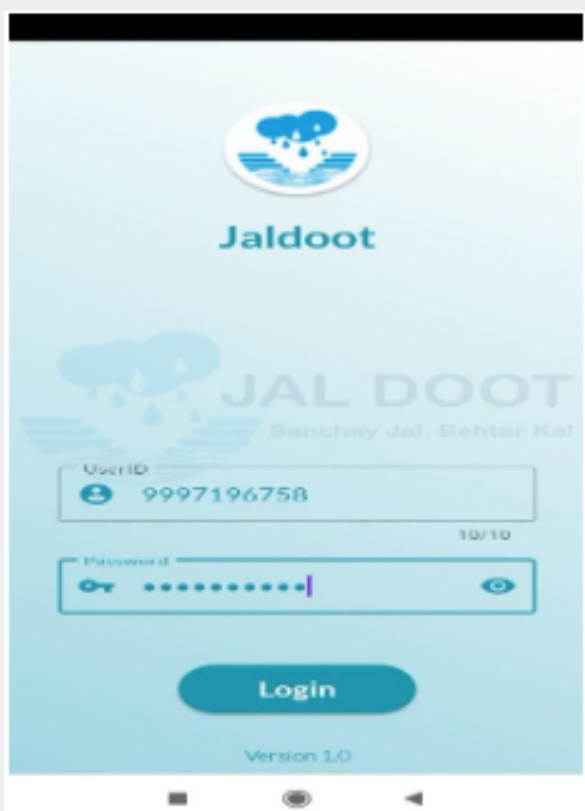 Jaldoot
JAL DOOT
Sanchay Jal, Behtar Kal
UserID
9997196758
10/10
Password
••••••••••
Login
Version 1.0